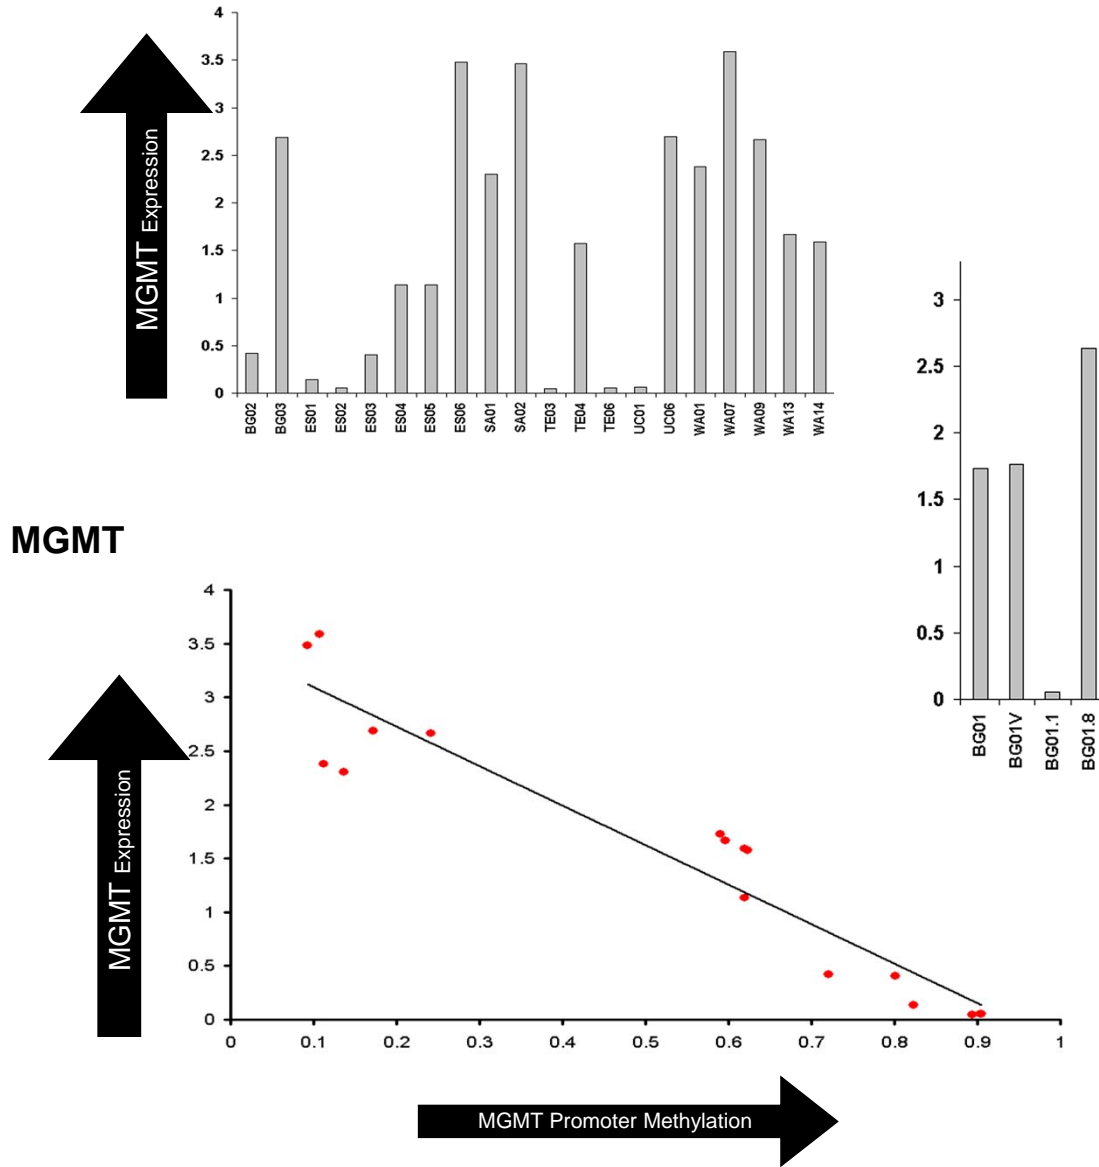 4
3.5
3
2.5
2
1.5
1
0.5
0
MGMT Expression
BG02
BG03
ES01
ES02
ES03
ES04
ES05
ES06
SA01
SA02
TE03
TE04
TE06
UC01
UC06
WA01
WA07
WA09
WA13
WA14
3
2.5
2
1.5
1
0.5
0
BG01
BG01V
BG01.1
BG01.8
MGMT
4
3.5
3
2.5
2
1.5
1
0.5
0
MGMT Expression
0 0.1 0.2 0.3 0.4 0.5 0.6 0.7 0.8 0.9 1
MGMT Promoter Methylation